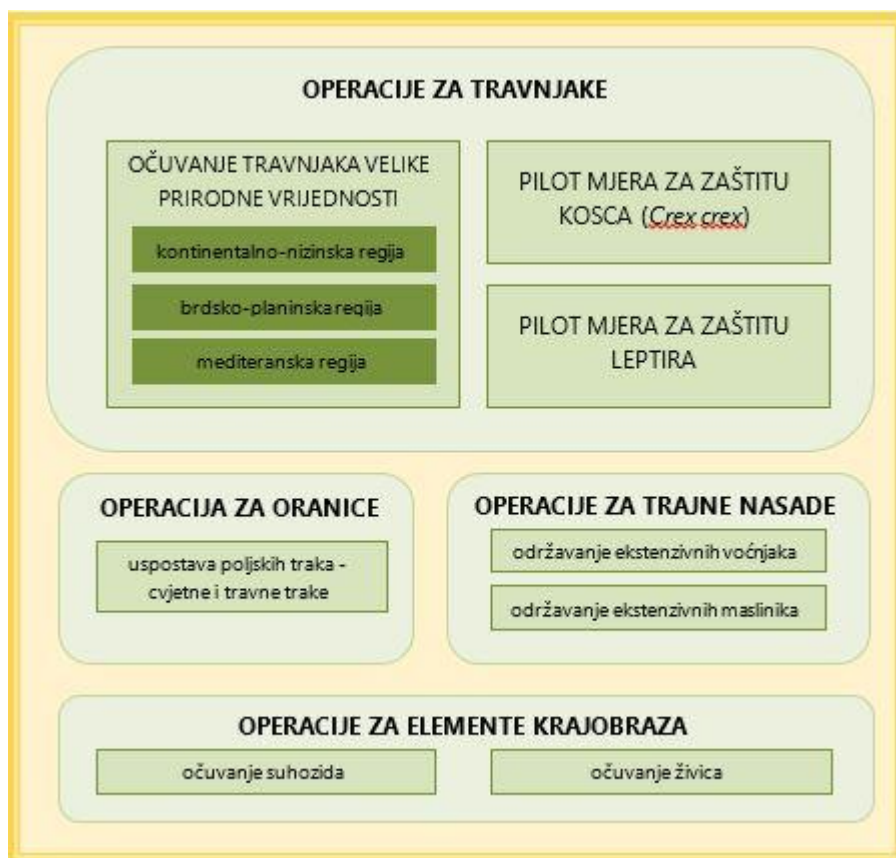 OPERACIJE ZA TRAVNJAKE
OČUVANJE TRAVNJAKA VELIKE
PRIRODNE VRIJEDNOSTI
kontinentalno-nizinska regija
brdsko-planinska regija
mediteranska regija
PILOT MJERA ZA ZAŠTITU
KOSCA (Crex crex)
PILOT MJERA ZA ZAŠTITU
LEPTIRA
OPERACIJA ZA ORANICE
uspostava poljskih traka -
cvjetne i travne trake
OPERACIJE ZA TRAJNE NASADE
održavanje ekstenzivnih voćnjaka
održavanje ekstenzivnih maslinika
OPERACIJE ZA ELEMENTE KRAJOBRAZA
očuvanje suhozida
očuvanje živica